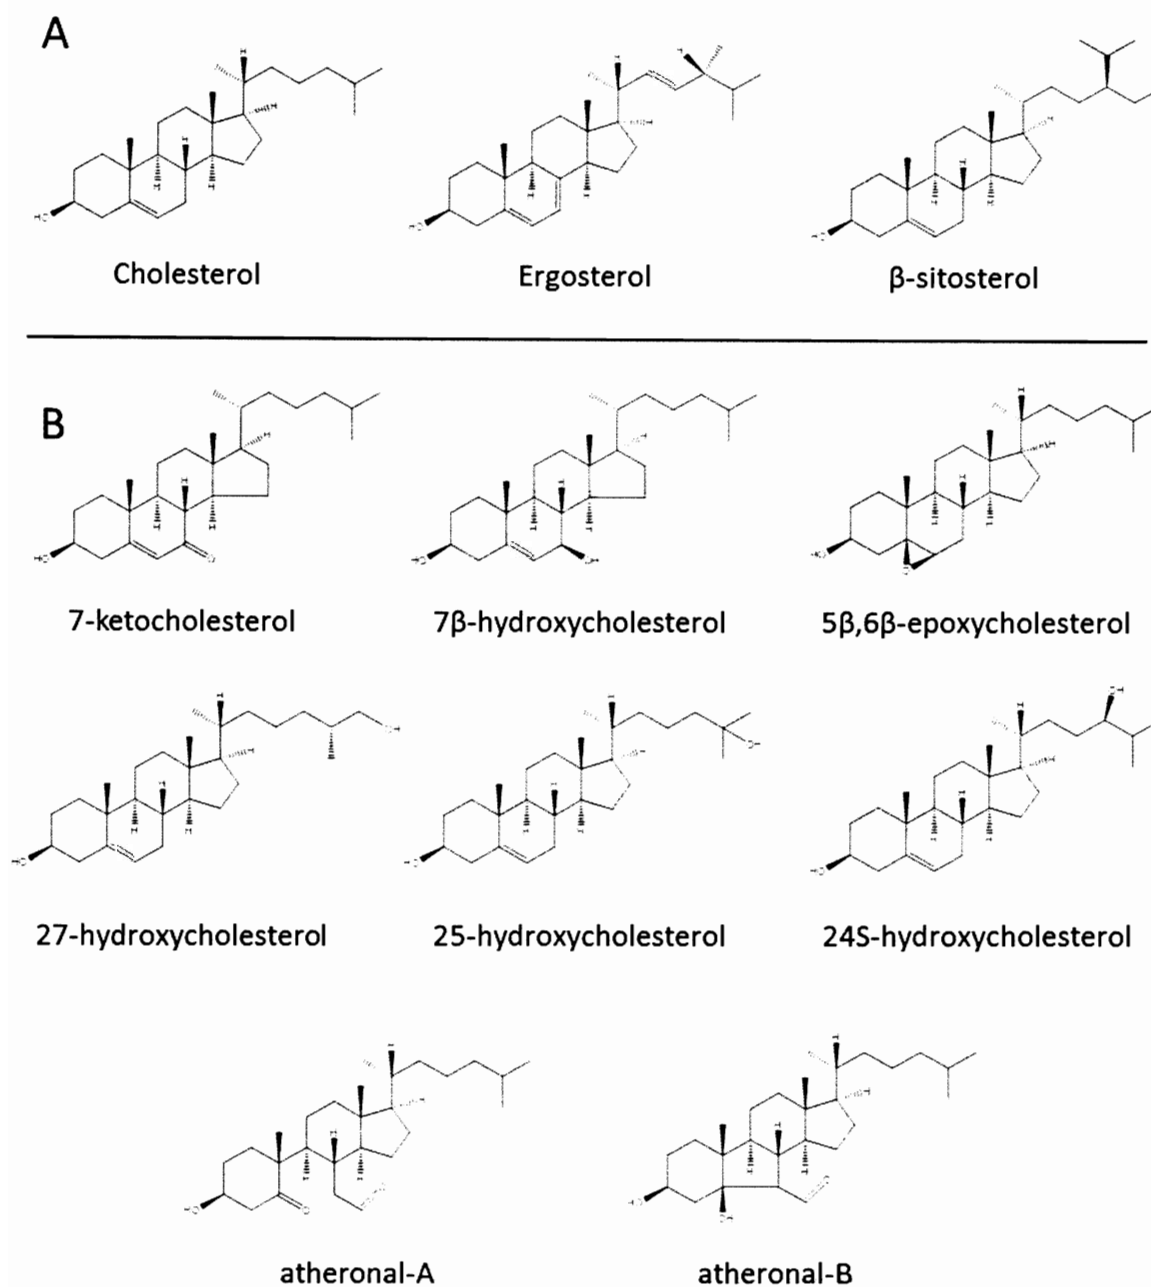 A
Cholesterol Ergosterol β-sitosterol
B
7-ketocholesterol 7β-hydroxycholesterol 5β,6β-epoxycholesterol
27-hydroxycholesterol 25-hydroxycholesterol 24S-hydroxycholesterol
atheronal-A atheronal-B